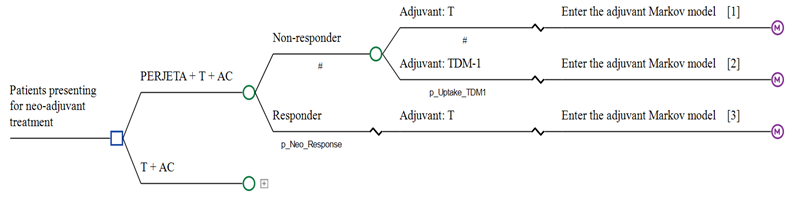 Adjuvant: T
Enter the adjuvant Markov model [1]
M
Non-responder
#
#
Adjuvant: TDM-1
Enter the adjuvant Markov model [2]
M
p_Uptake_TDM1
PERJETA + T + AC
Patients presenting
for neo-adjuvant
treatment
Responder
Adjuvant: T
Enter the adjuvant Markov model [3]
M
p_Neo_Response
T + AC
+